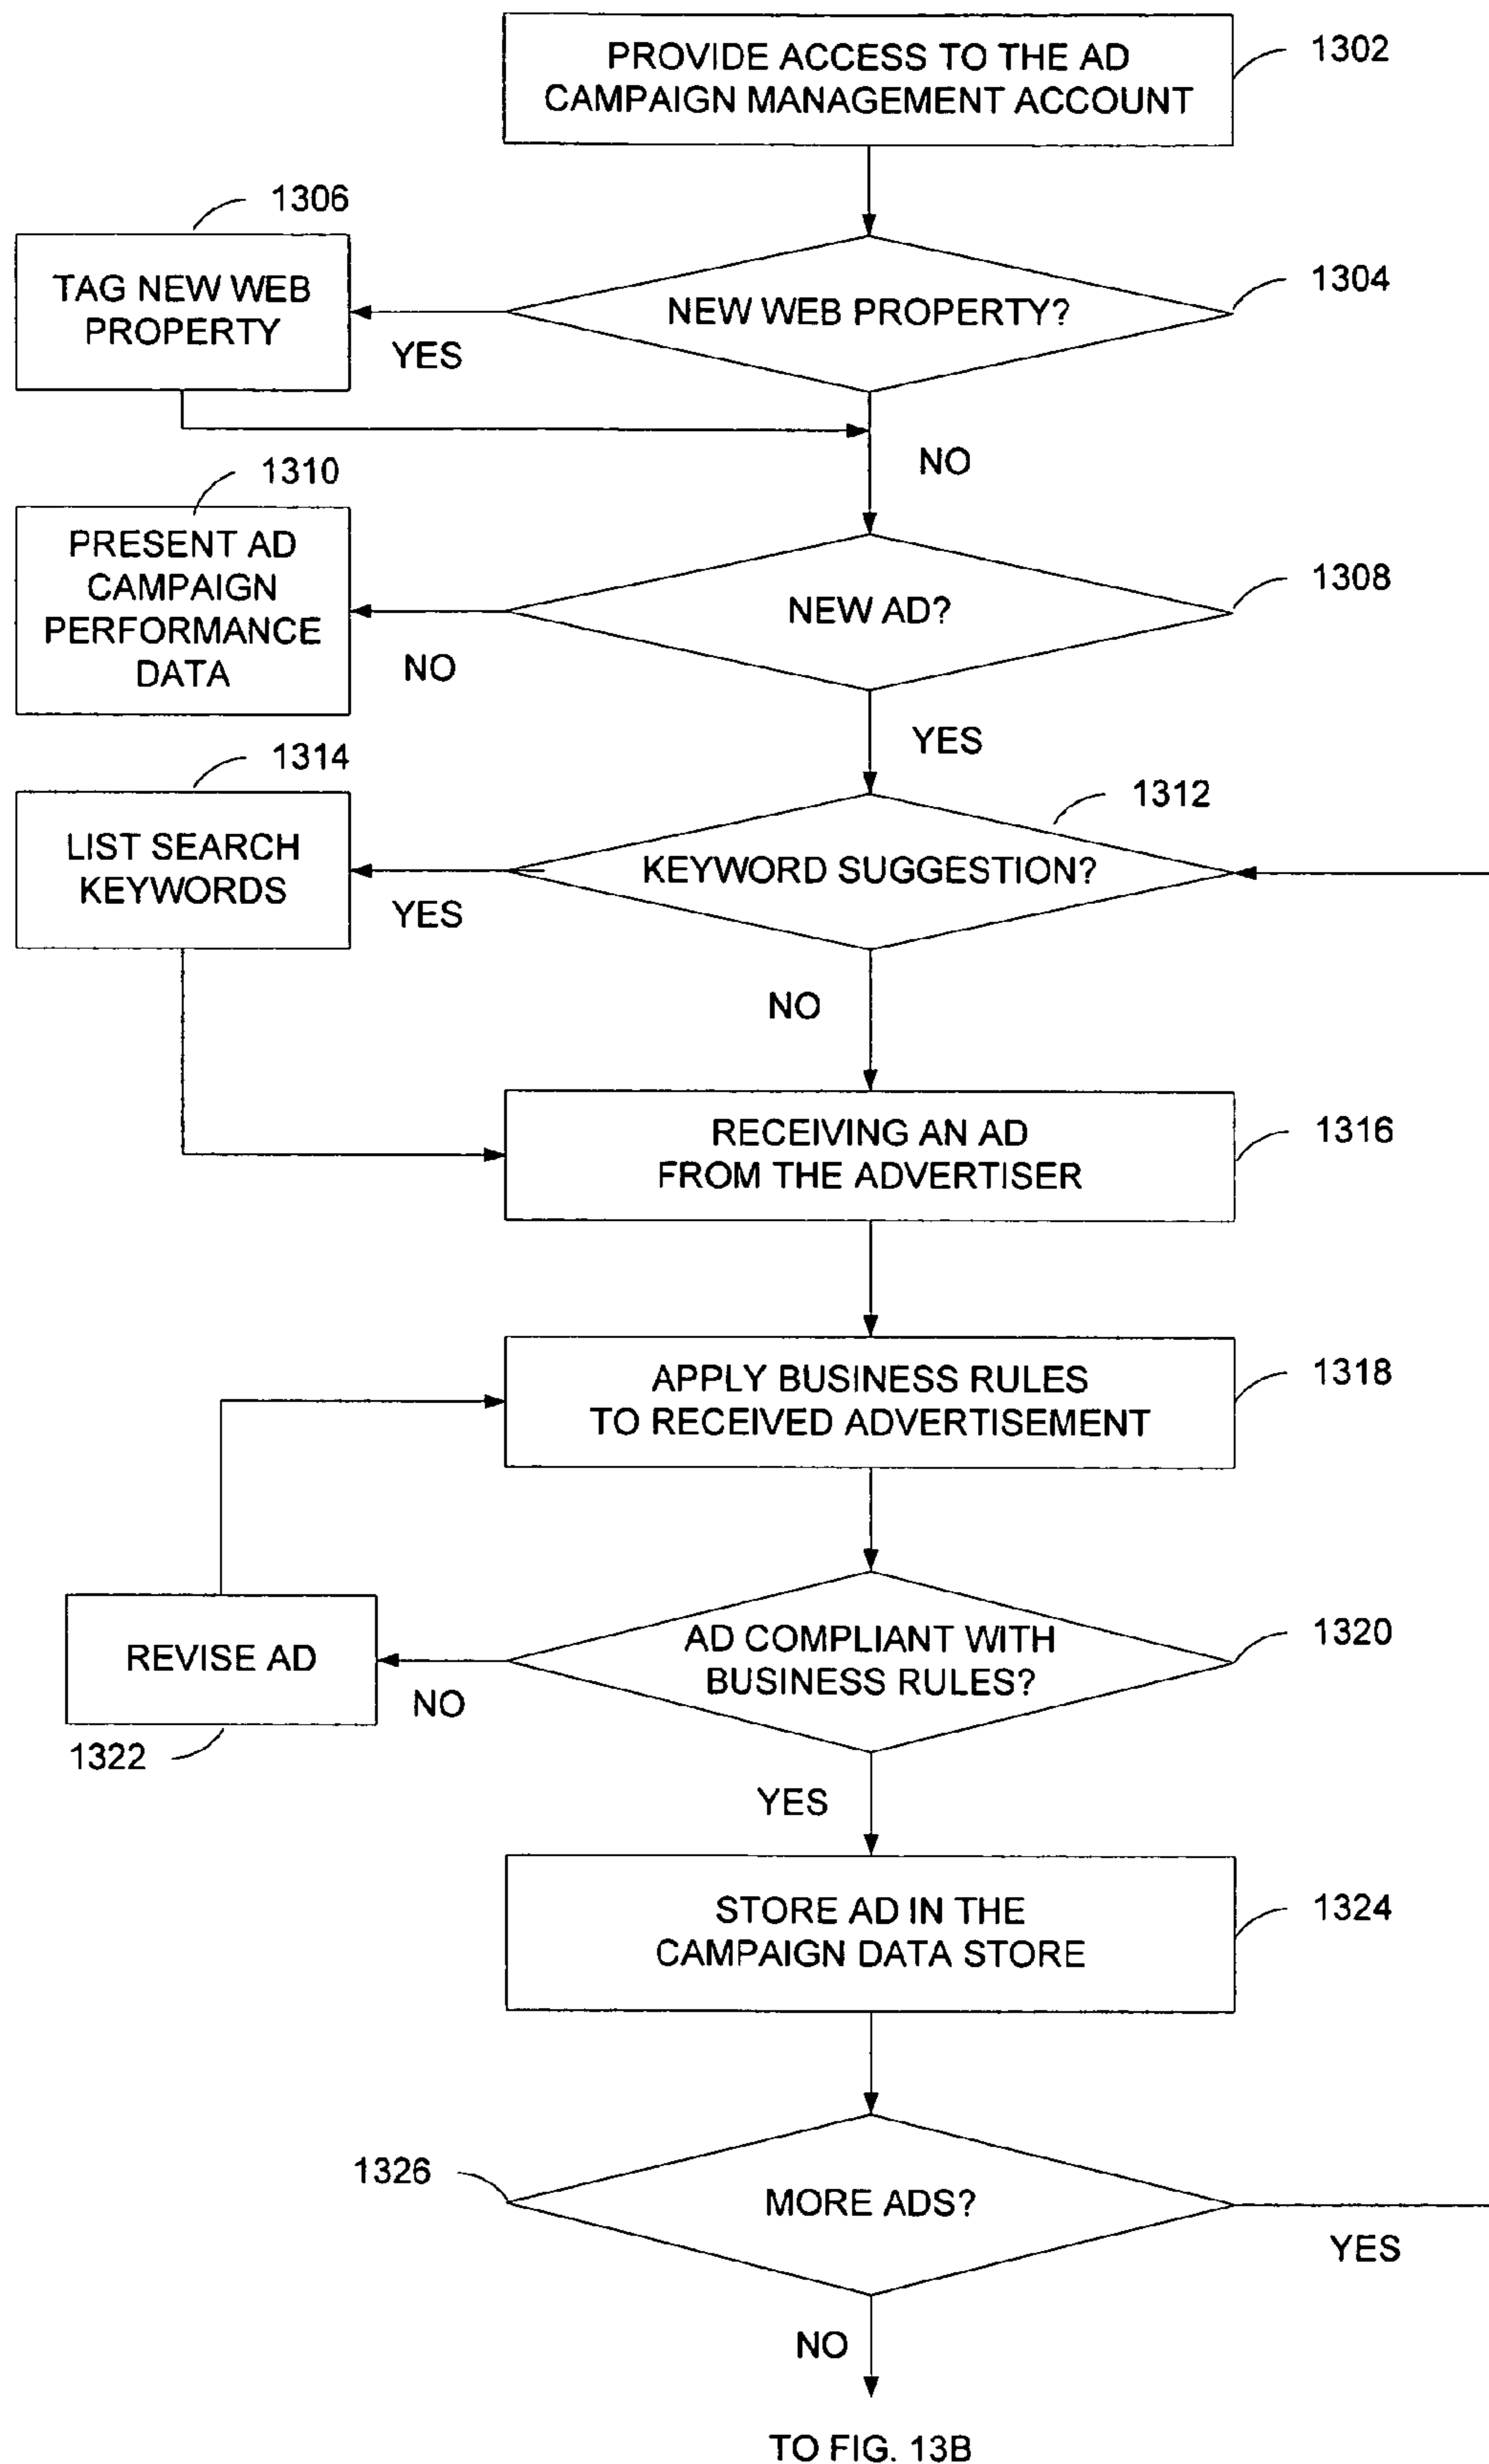 PROVIDE ACCESS TO THE AD
CAMPAIGN MANAGEMENT ACCOUNT
1302
1306
TAG NEW WEB
PROPERTY
YES
NEW WEB PROPERTY?
1304
NO
1310
PRESENT AD
CAMPAIGN
PERFORMANCE
DATA
NO
NEW AD?
1308
YES
1314
LIST SEARCH
KEYWORDS
YES
KEYWORD SUGGESTION?
1312
NO
RECEIVING AN AD
FROM THE ADVERTISER
1316
APPLY BUSINESS RULES
TO RECEIVED ADVERTISEMENT
1318
REVISE AD
1322
NO
AD COMPLIANT WITH
BUSINESS RULES?
1320
YES
STORE AD IN THE
CAMPAIGN DATA STORE
1324
1326
MORE ADS?
YES
NO
TO FIG. 13B